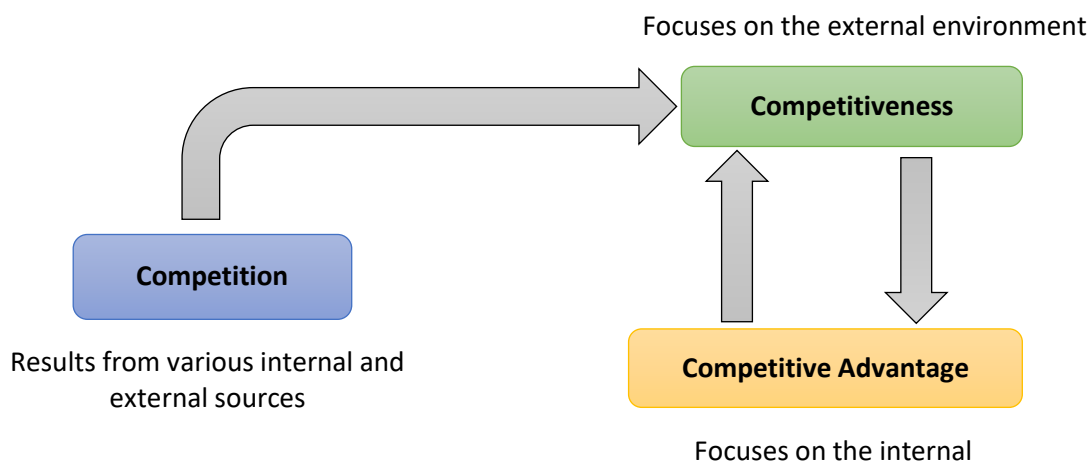 Focuses on the external environment
Competitiveness
Competition
Results from various internal and
external sources
Competitive Advantage
Focuses on the internal